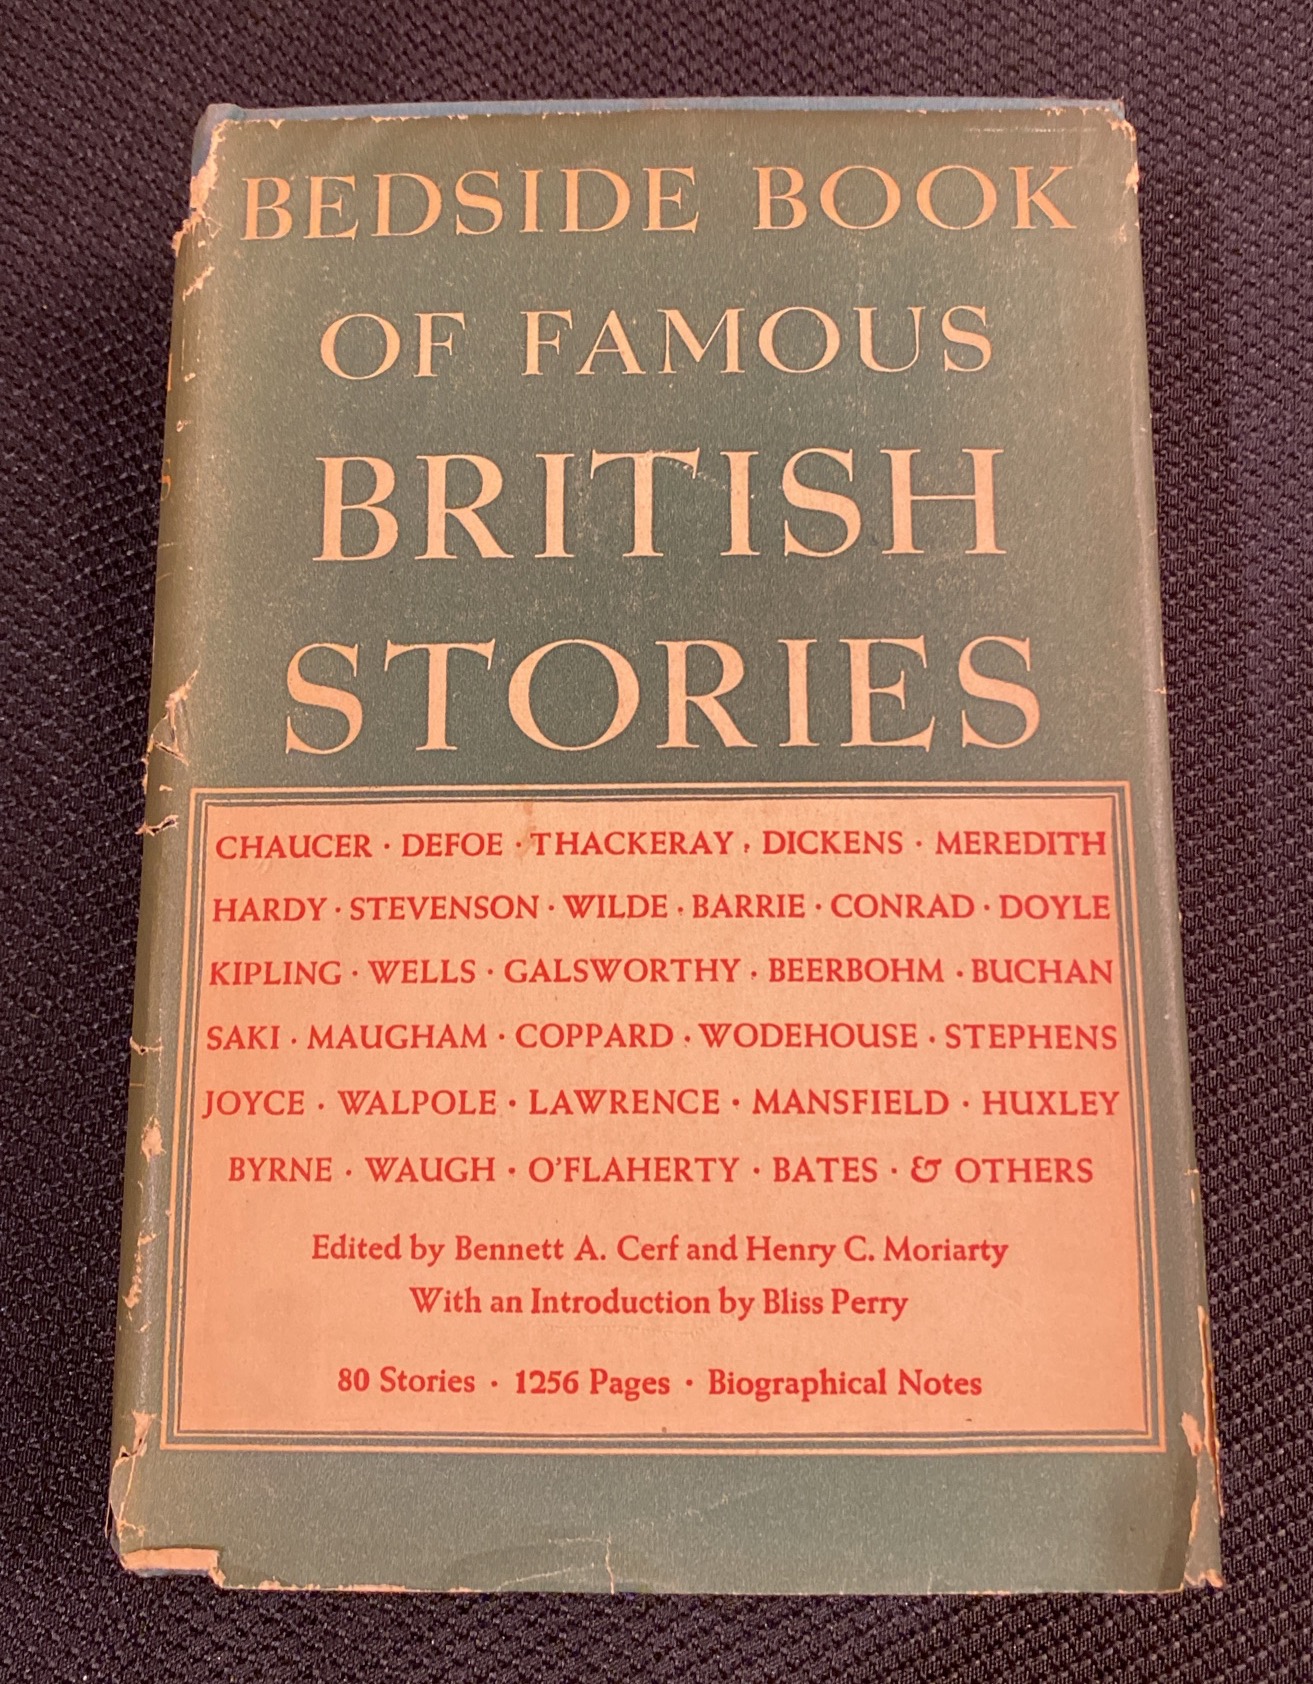 BEDSIDE BOOK
OF FAMOUS
BRITISH
STORIES
CHAUCER · DEFOE · THACKERAY · DICKENS · MEREDITH
HARDY · STEVENSON · WILDE · BARRIE · CONRAD · DOYLE
KIPLING · WELLS · GALSWORTHY · BEERBOHM · BUCHAN
SAKI · MAUGHAM · COPPARD · WODEHOUSE · STEPHENS
JOYCE · WALPOLE · LAWRENCE · MANSFIELD · HUXLEY
BYRNE · WAUGH · O'FLAHERTY · BATES · & OTHERS
Edited by Bennett A. Cerf and Henry C. Moriarty
With an Introduction by Bliss Perry
80 Stories · 1256 Pages · Biographical Notes